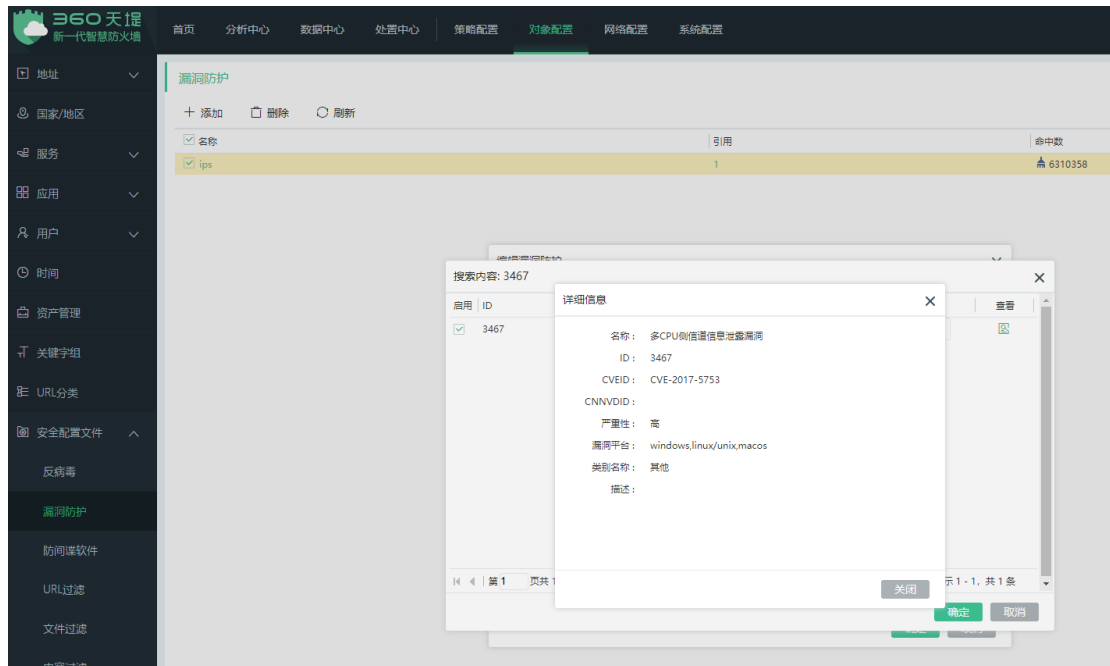 360天堤
新一代智慧防火墙
首页 分析中心 数据中心 处置中心 策略配置 对象配置 网络配置 系统配置
地址
国家/地区
服务
应用
用户
时间
资产管理
关键字组
URL分类
安全配置文件
反病毒
漏洞防护
防间谍软件
URL过滤
文件过滤
内容过滤
漏洞防护
添加 删除 刷新
名称 引用 命中数
ips 1 6310358
编辑漏洞防护
搜索内容: 3467
启用 ID 查看
3467
详细信息
名称： 多CPU侧信道信息泄露漏洞
ID： 3467
CVEID： CVE-2017-5753
CNNVDID：
严重性： 高
漏洞平台： windows,linux/unix,macos
类别名称： 其他
描述：
关闭
第 1 页共 1 示 1 - 1, 共 1 条
确定 取消